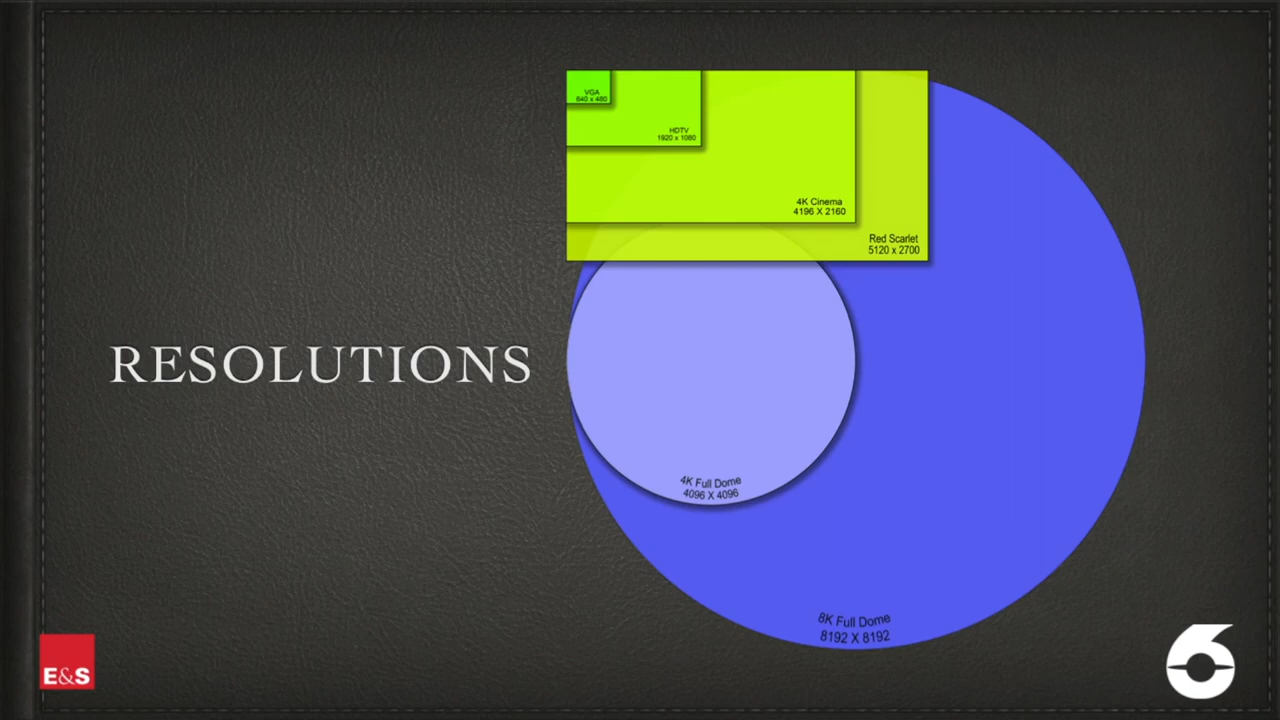 VGA
640 x 480
HDTV
1920 x 1080
4K Cinema
4196 X 2160
Red Scarlet
5120 x 2700
RESOLUTIONS
4K Full Dome
4096 X 4096
8K Full Dome
8192 X 8192
E&S
6